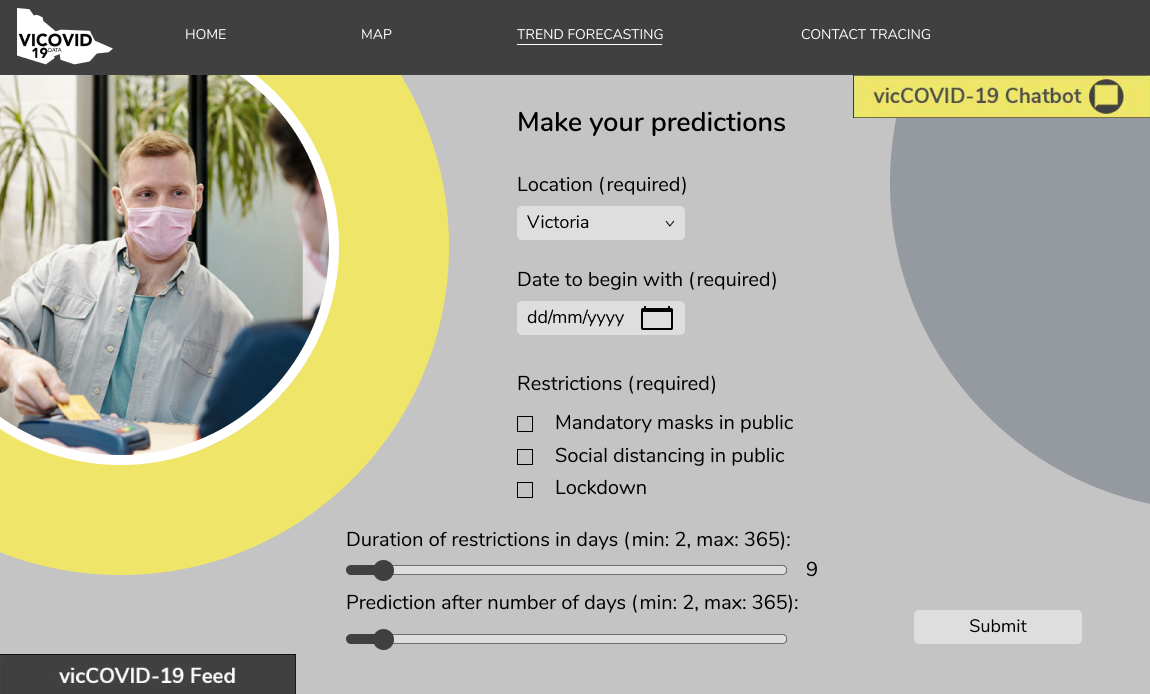 VICOVID
19 DATA
HOME
MAP
TREND FORECASTING
CONTACT TRACING
vicCOVID-19 Chatbot
Make your predictions
Location (required)
Victoria
Date to begin with (required)
dd/mm/yyyy
Restrictions (required)
Mandatory masks in public
Social distancing in public
Lockdown
Duration of restrictions in days (min: 2, max: 365):
9
Prediction after number of days (min: 2, max: 365):
Submit
vicCOVID-19 Feed